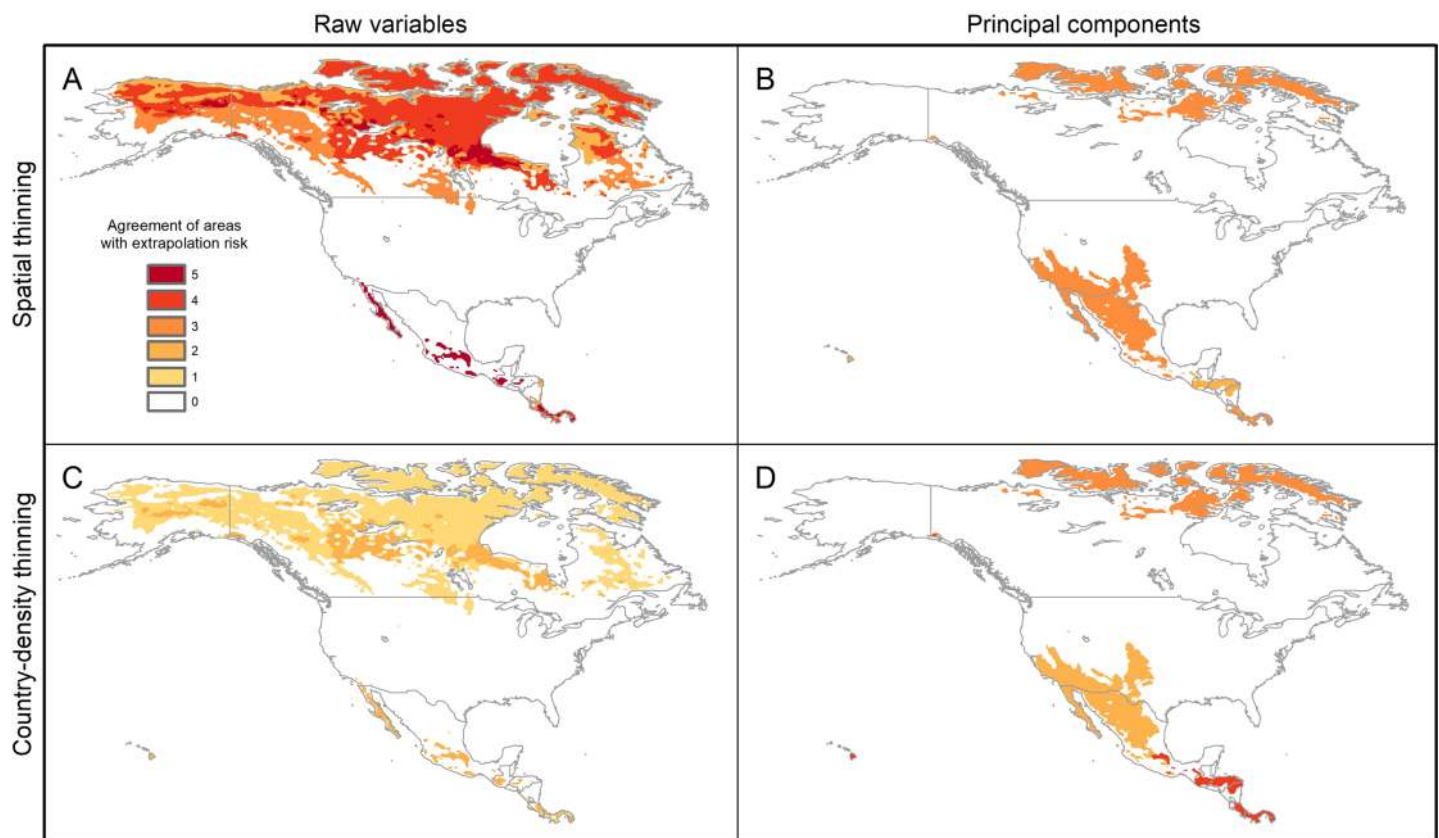 Raw variables
Principal components
Spatial thinning
Country-density thinning
A
B
Agreement of areas
with extrapolation risk
5
4
3
2
1
0
C
D